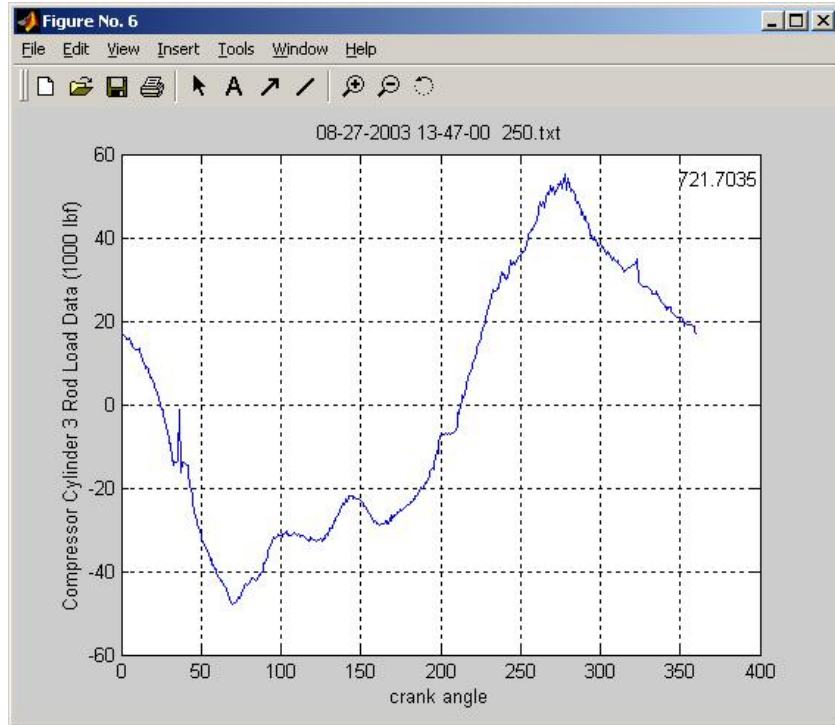 Figure No. 6
File Edit View Insert Tools Window Help
A
08-27-2003 13-47-00 250.txt
721.7035
Compressor Cylinder 3 Rod Load Data (1000 lbf)
60
40
20
0
-20
-40
-60
0 50 100 150 200 250 300 350 400
crank angle